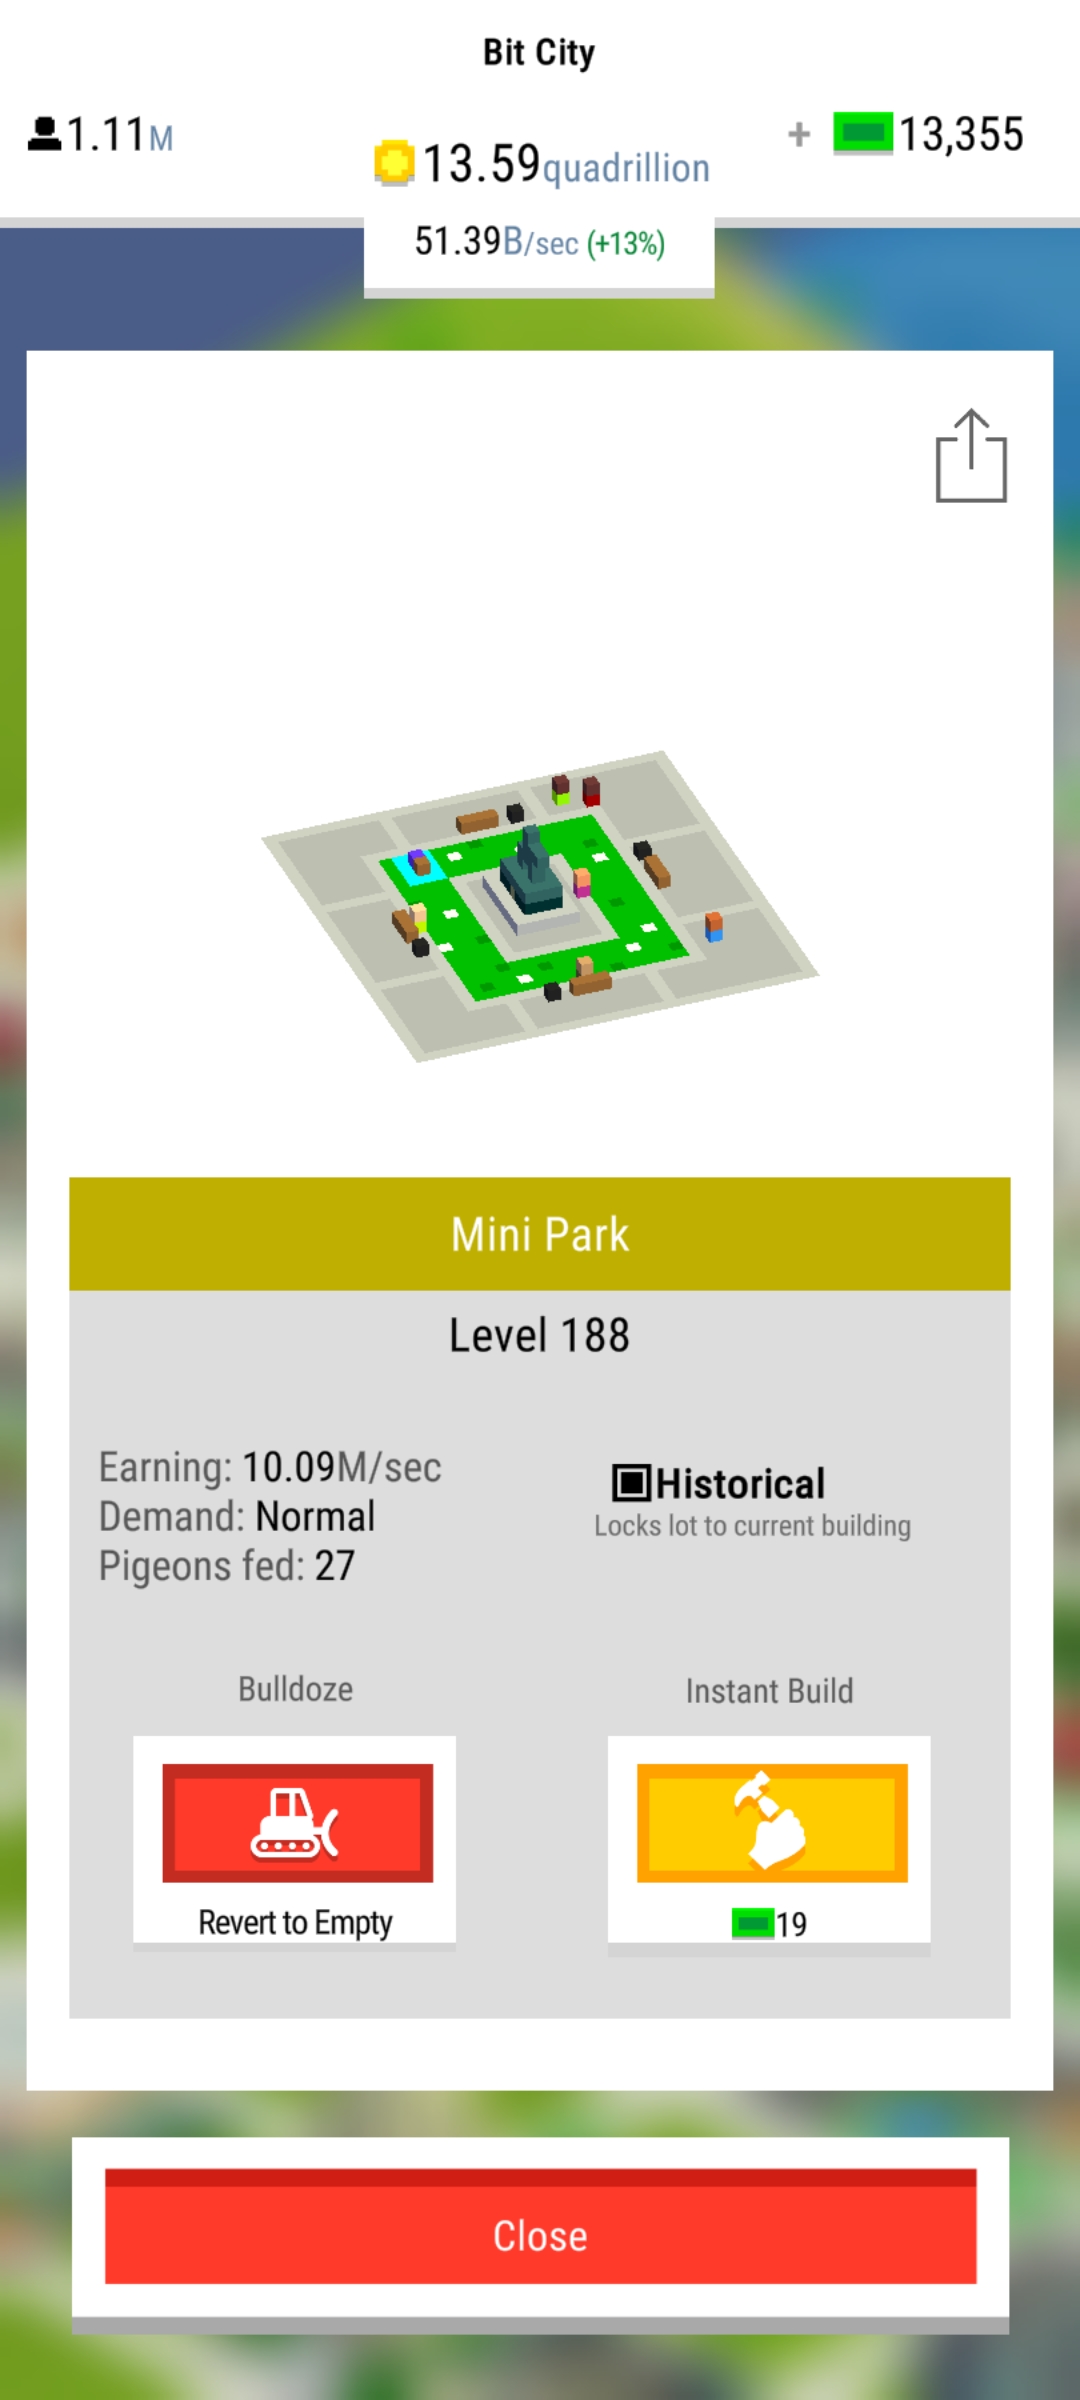 Bit City
1.11M
13.59quadrillion
+ 13,355
51.39B/sec (+13%)
Mini Park
Level 188
Earning: 10.09M/sec
Demand: Normal
Pigeons fed: 27
Historical
Locks lot to current building
Bulldoze
Instant Build
Revert to Empty
19
Close